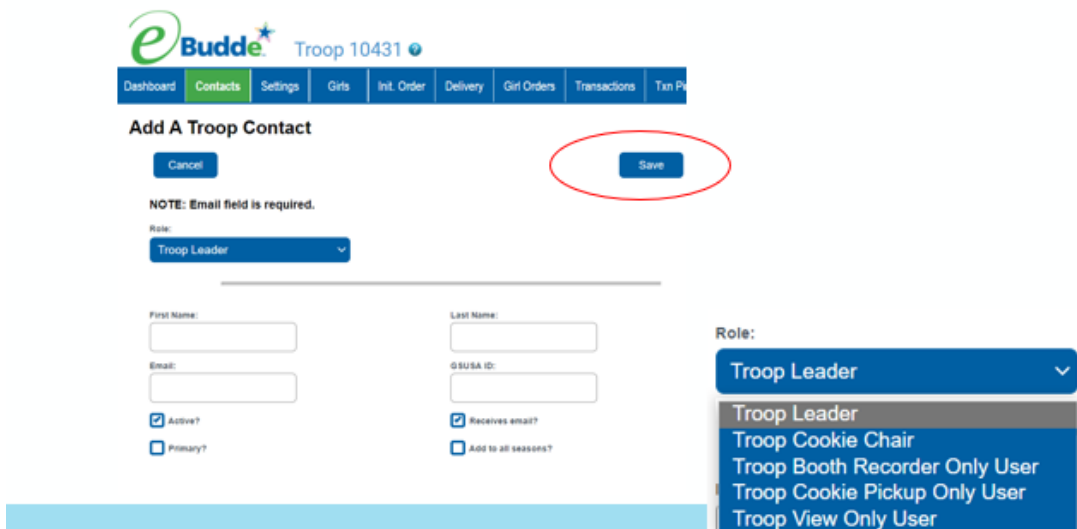 eBudde™ Troop 10431 ?
Dashboard Contacts Settings Girls Init. Order Delivery Girl Orders Transactions Txn
Add A Troop Contact
Cancel Save
NOTE: Email field is required.
Role:
Troop Leader
First Name: Last Name:
Email: GSUSA ID:
Active? Receives email?
Primary? Add to all seasons?
Role:
Troop Leader
Troop Leader
Troop Cookie Chair
Troop Booth Recorder Only User
Troop Cookie Pickup Only User
Troop View Only User